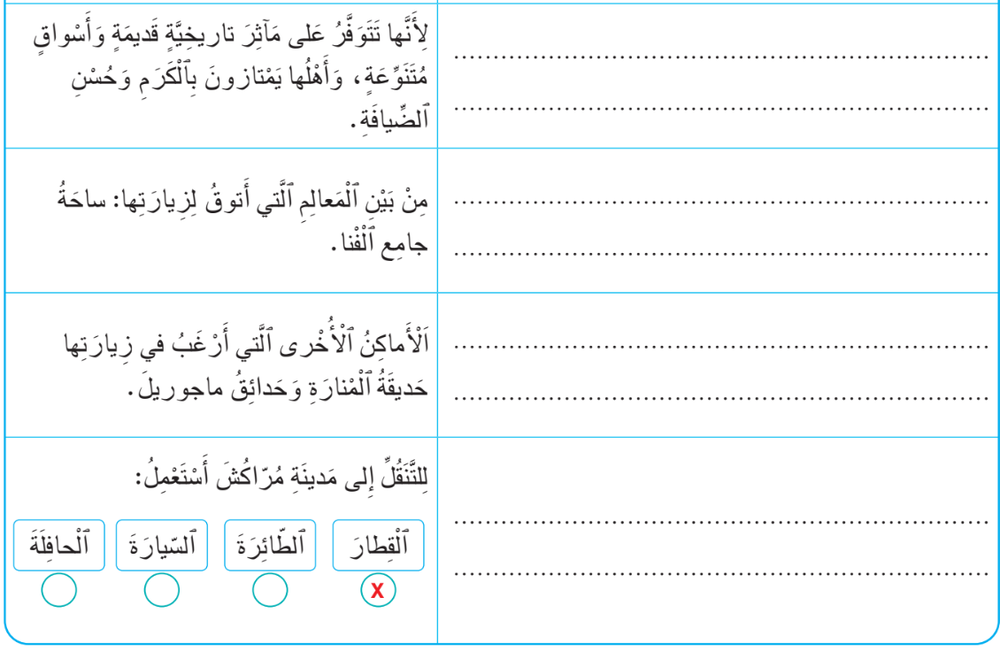 لِأَنَّها تَتَوَفَّرُ عَلى مَآثِرَ تاريخِيَّةٍ قَديمَةٍ وَأَسْواقٍ
مُتَنَوِّعَةٍ، وَأَهْلُها يَمْتازونَ بِٱلْكَرَمِ وَحُسْنِ
ٱلضِّيافَةِ.
مِنْ بَيْنِ ٱلْمَعالِمِ ٱلَّتي أَتوقُ لِزِيارَتِها: ساحَةُ
جامِعِ ٱلْفْنا.
اَلْأَماكِنُ ٱلْأُخْرى ٱلَّتي أَرْغَبُ في زِيارَتِها
حَديقَةُ ٱلْمْنارَةِ وَحَدائِقُ ماجوريلَ.
لِلتَّنَقُلِّ إِلى مَدينَةِ مُرّاكُشَ أَسْتَعْمِلُ:
ٱلْقِطارَ ٱلطّائِرَةَ ٱلسّيارَةَ ٱلْحافِلَةَ
X